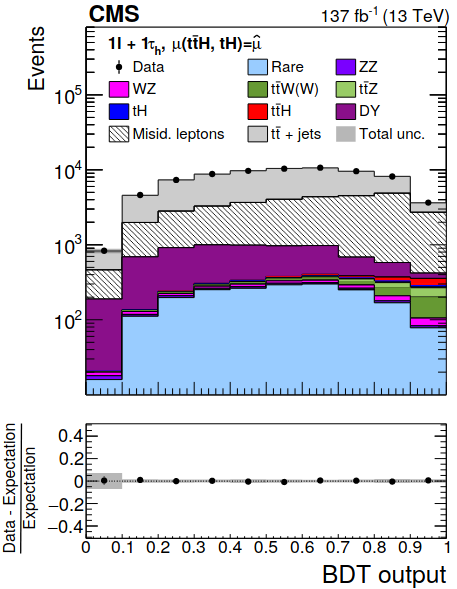 CMS 137 fb⁻¹ (13 TeV)
Events
1l + 1τh, μ(tt̄H, tH)=μ̂
Data Rare ZZ
WZ tt̄W(W) tt̄Z
tH tt̄H DY
Misid. leptons tt̄ + jets Total unc.
10⁵
10⁴
10³
10²
Data - Expectation
Expectation
0.4
0.2
0
−0.2
−0.4
0 0.1 0.2 0.3 0.4 0.5 0.6 0.7 0.8 0.9 1
BDT output